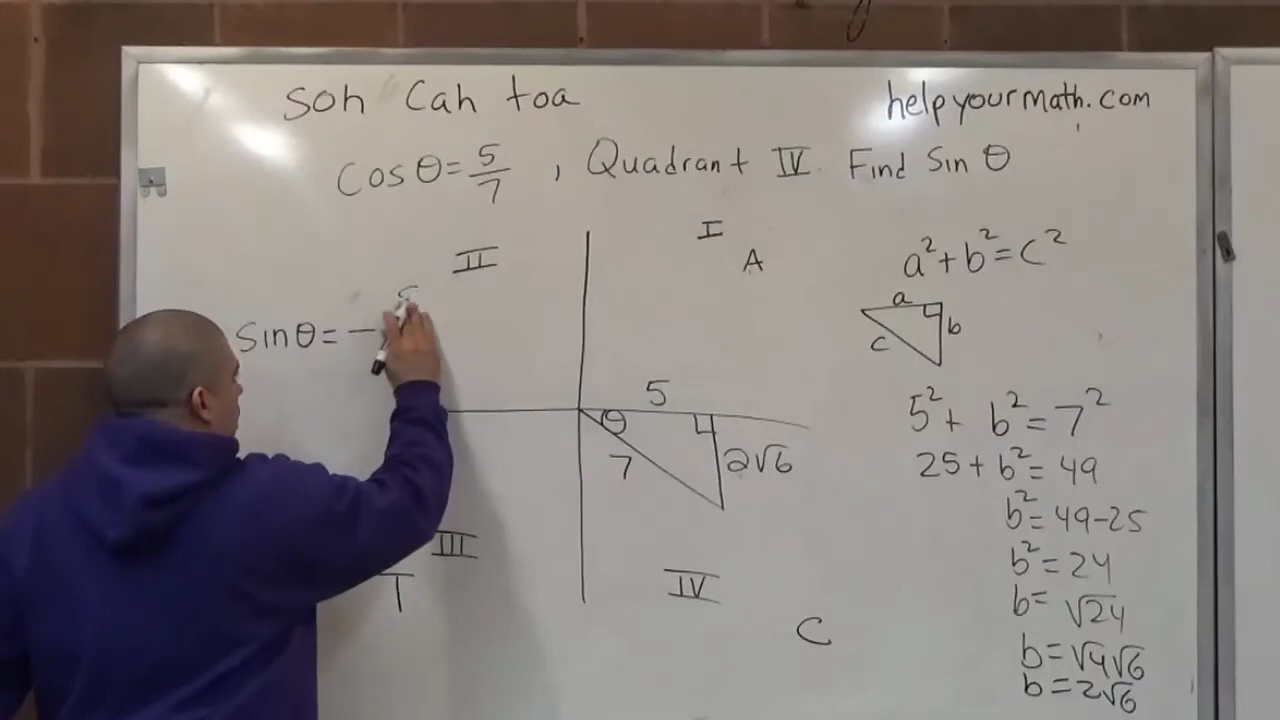 Soh Cah toa
helpyourmath.com
Cos θ = 5/7 , Quadrant IV. Find Sin θ
I
A
II
a² + b² = c²
a
b
c
Sin θ = −
5
θ
7
2√6
5² + b² = 7²
25 + b² = 49
b² = 49 - 25
b² = 24
b = √24
b = √4√6
b = 2√6
III
T
IV
C